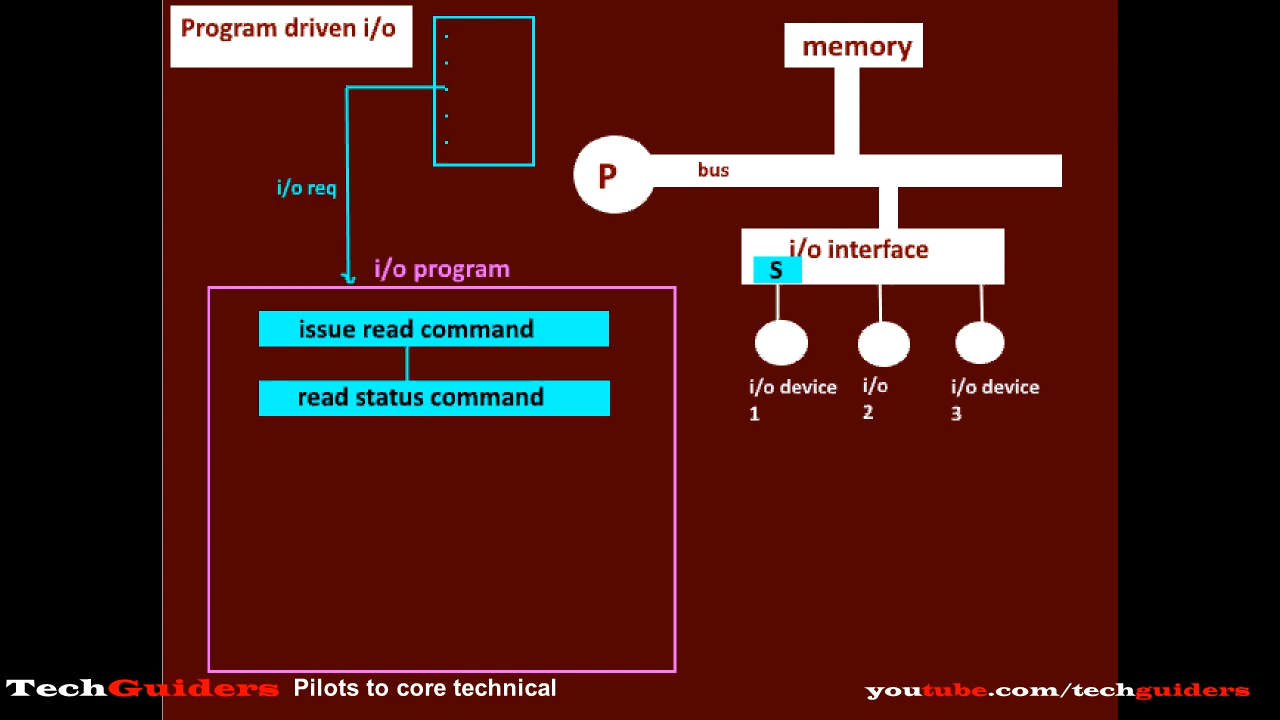 Program driven i/o
memory
P
bus
i/o req
i/o interface
S
i/o program
issue read command
read status command
i/o device
1
i/o
2
i/o device
3
TechGuiders Pilots to core technical
youtube.com/techguiders